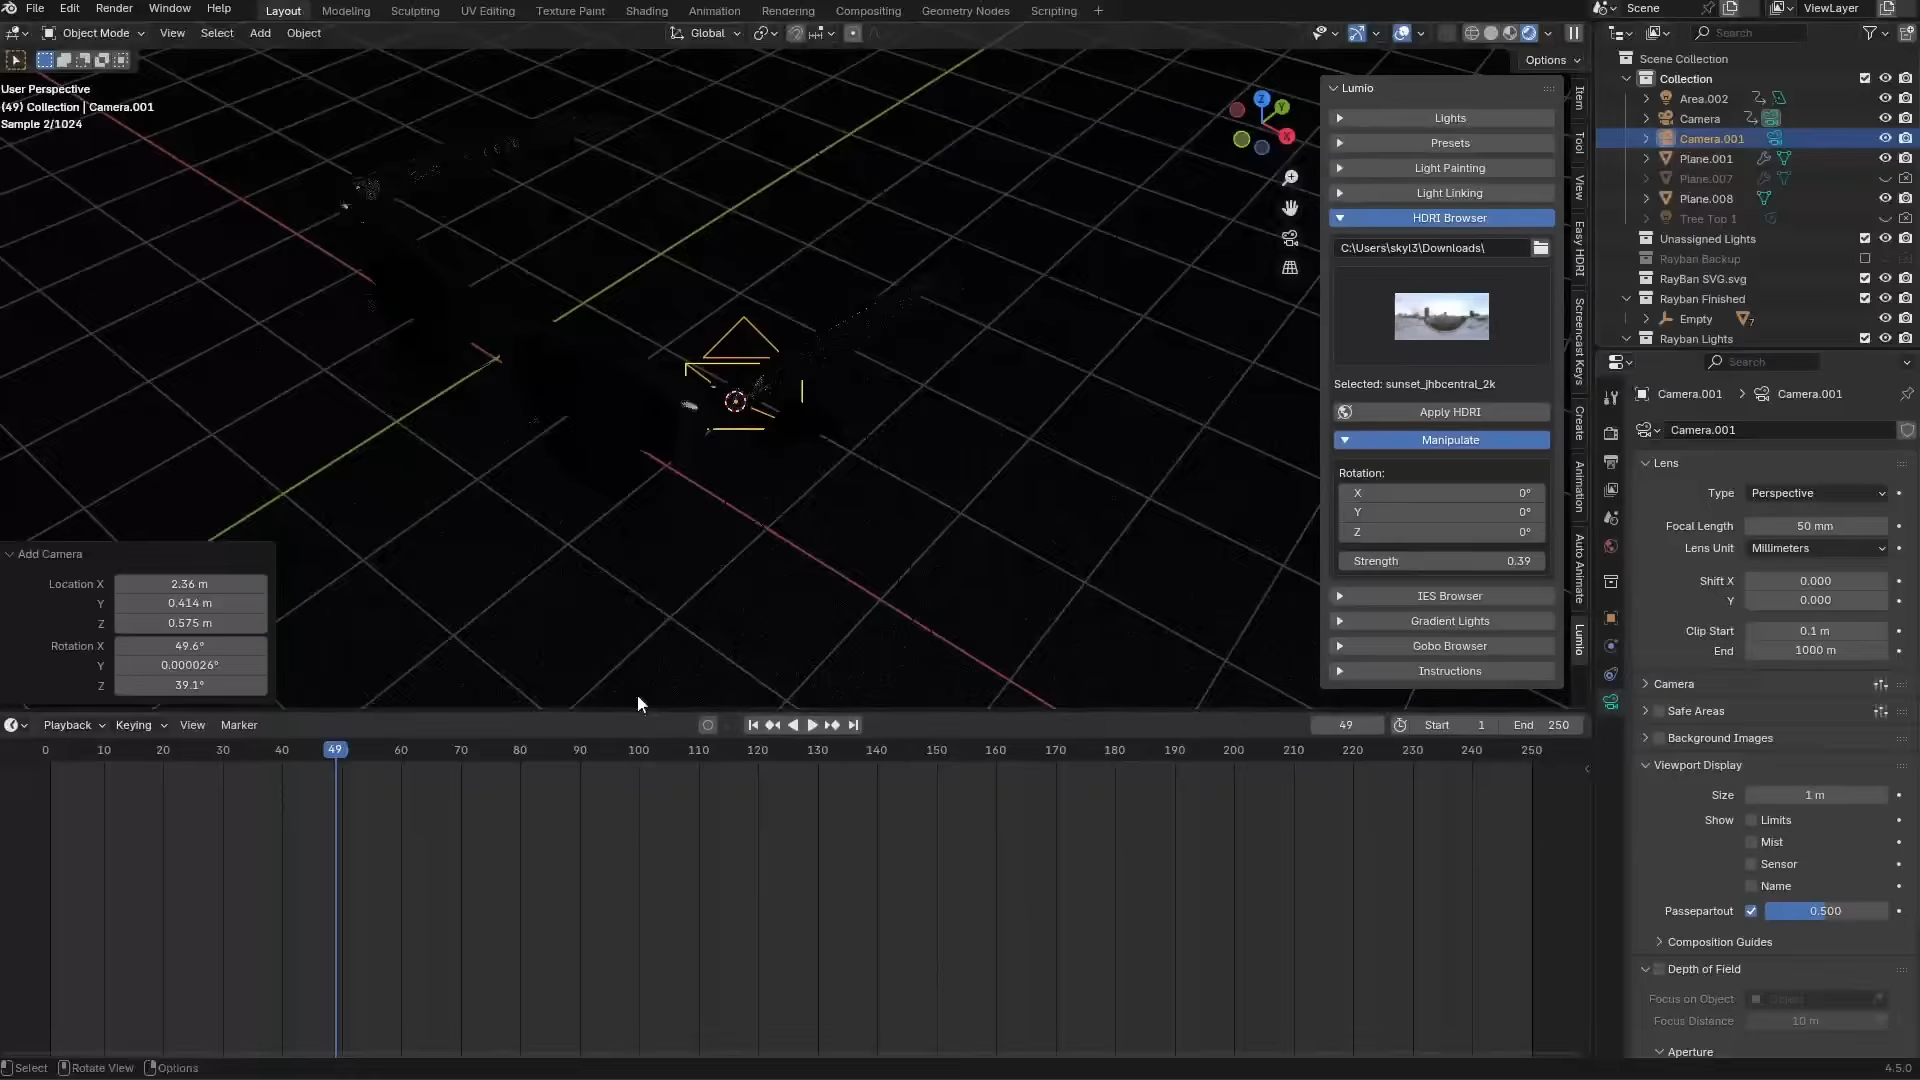 File Edit Render Window Help Layout Modeling Sculpting UV Editing Texture Paint Shading Animation Rendering Compositing Geometry Nodes Scripting + Scene ViewLayer
Object Mode View Select Add Object Global Search
Options
User Perspective
(49) Collection | Camera.001
Sample 2/1024
Z
Y
X
Lumio
Lights
Presets
Light Painting
Light Linking
HDRI Browser
C:\Users\skyl3\Downloads\
Selected: sunset_jhbcentral_2k
Apply HDRI
Manipulate
Rotation:
X 0°
Y 0°
Z 0°
Strength 0.39
IES Browser
Gradient Lights
Gobo Browser
Instructions
Item
Tool
View
Easy HDRI
Screencast Keys
Create
Animation
Auto Animate
Lumio
Scene Collection
Collection
Area.002
Camera
Camera.001
Plane.001
Plane.007
Plane.008
Tree Top 1
Unassigned Lights
Rayban Backup
RayBan SVG.svg
Rayban Finished
Empty 7
Rayban Lights
Search
Camera.001 Camera.001
Camera.001
Lens
Type Perspective
Focal Length 50 mm
Lens Unit Millimeters
Shift X 0.000
Y 0.000
Clip Start 0.1 m
End 1000 m
Camera
Safe Areas
Background Images
Viewport Display
Size 1 m
Show Limits
Mist
Sensor
Name
Passepartout 0.500
Composition Guides
Depth of Field
Focus on Object Object
Focus Distance 10 m
Aperture
Add Camera
Location X 2.36 m
Y 0.414 m
Z 0.575 m
Rotation X 49.6°
Y 0.000026°
Z 39.1°
Playback Keying View Marker 49 Start 1 End 250
0 10 20 30 40 49 60 70 80 90 100 110 120 130 140 150 160 170 180 190 200 210 220 230 240 250
Select Rotate View Options 4.5.0